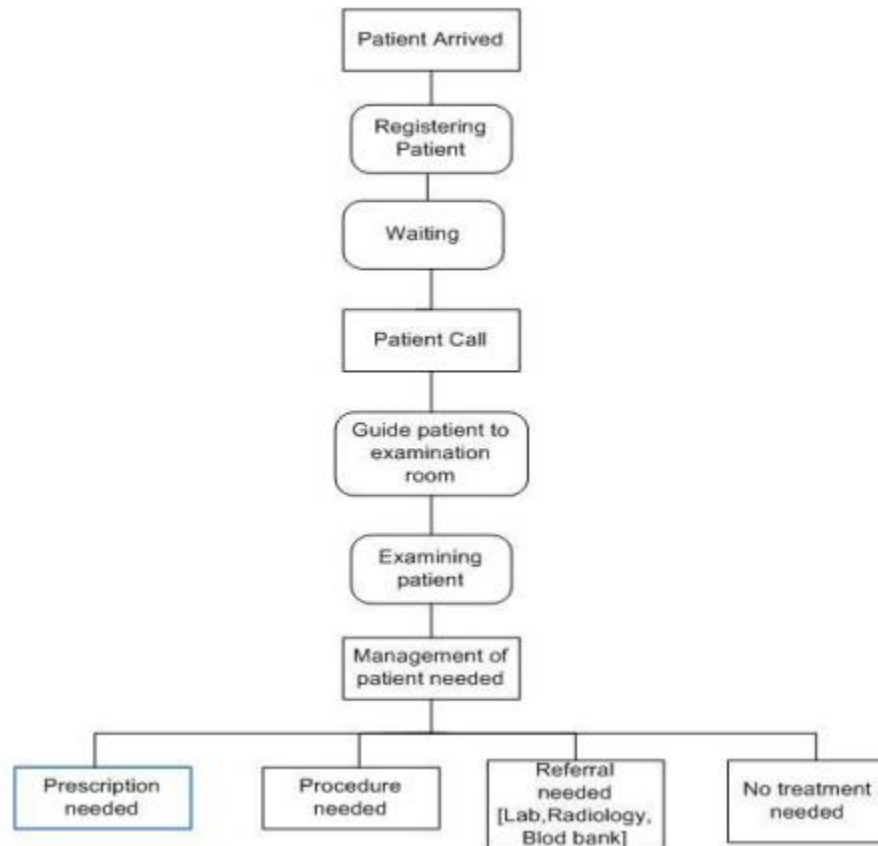 Patient Arrived
Registering
Patient
Waiting
Patient Call
Guide patient to
examination
room
Examining
patient
Management of
patient needed
Prescription
needed
Procedure
needed
Referral
needed
[Lab,Radiology,
Blod bank]
No treatment
needed